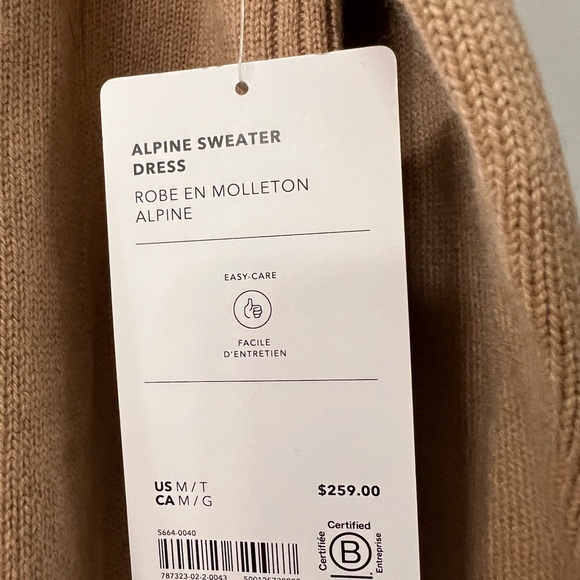 ALPINE SWEATER
DRESS
ROBE EN MOLLETON
ALPINE
EASY-CARE
FACILE
D'ENTRETIEN
US M / T
CA M / G
$259.00
S664-0040
787323-02-2-0043
Certified
B
Certifiée
Entreprise